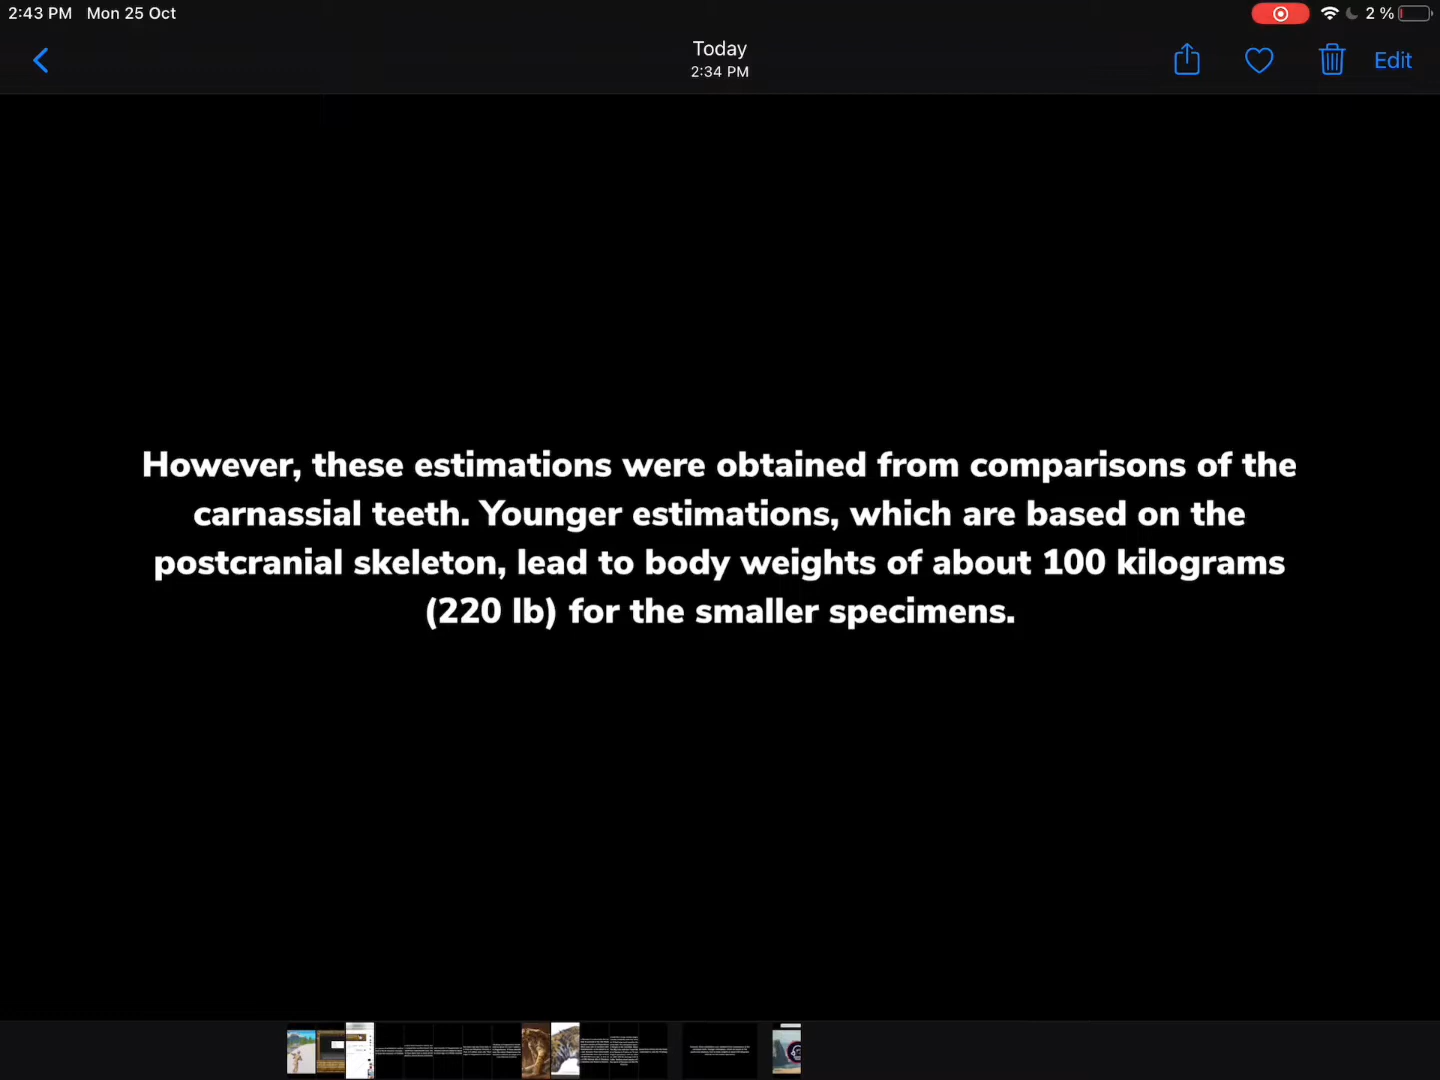 2:43 PM Mon 25 Oct
2 %
Today
2:34 PM
Edit
However, these estimations were obtained from comparisons of the
carnassial teeth. Younger estimations, which are based on the
postcranial skeleton, lead to body weights of about 100 kilograms
(220 lb) for the smaller specimens.